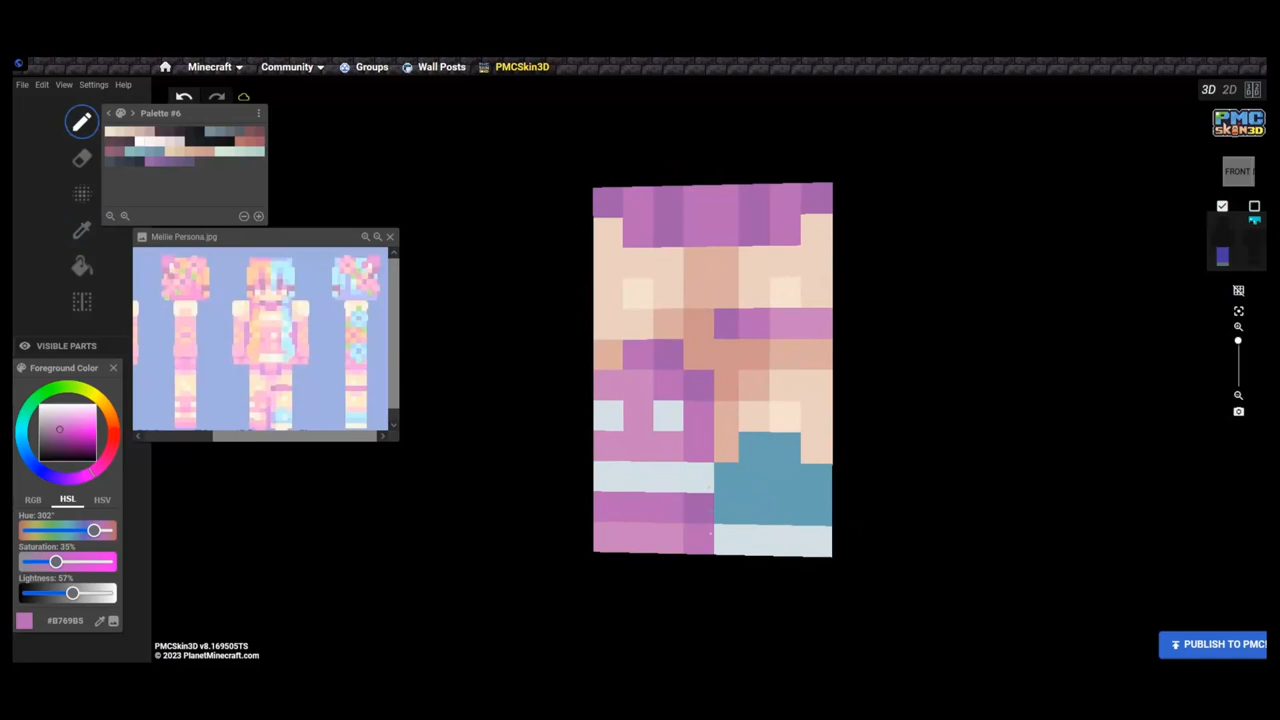 Minecraft Community Groups Wall Posts PMCSkin3D
File Edit View Settings Help
3D 2D
Palette #6
PMC
SKIN3D
FRONT
Mellie Persona.jpg
VISIBLE PARTS
Foreground Color
RGB HSL HSV
Hue: 302°
Saturation: 35%
Lightness: 57%
#B769B5
PMCSkin3D v8.169505TS
© 2023 PlanetMinecraft.com
PUBLISH TO PMC!